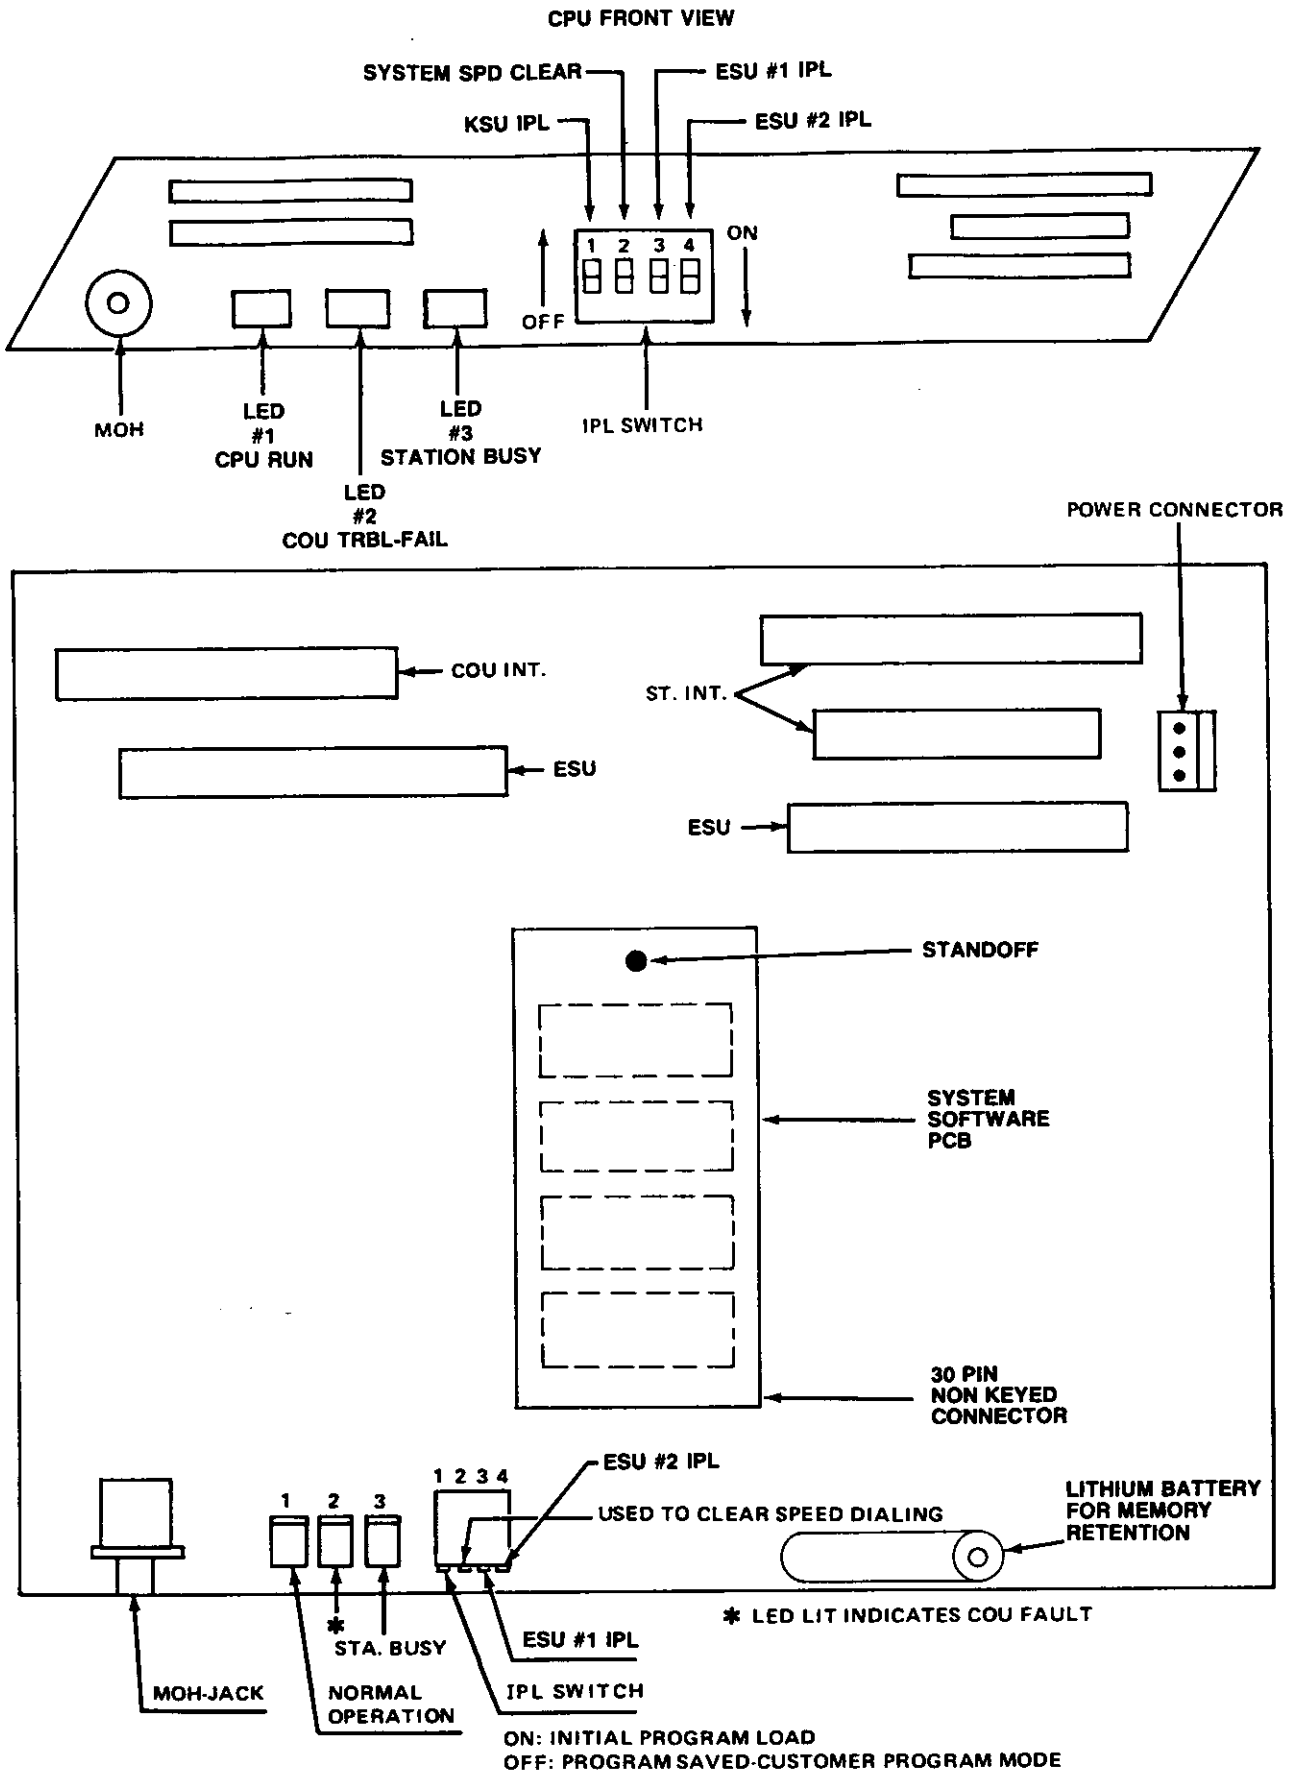 CPU FRONT VIEW
SYSTEM SPD CLEAR
ESU #1 IPL
KSU IPL
ESU #2 IPL
1 2 3 4
ON
OFF
MOH
LED
#1
CPU RUN
LED
#2
COU TRBL-FAIL
LED
#3
STATION BUSY
IPL SWITCH
POWER CONNECTOR
COU INT.
ST. INT.
ESU
ESU
STANDOFF
SYSTEM
SOFTWARE
PCB
30 PIN
NON KEYED
CONNECTOR
1 2 3 4
ESU #2 IPL
1 2 3
USED TO CLEAR SPEED DIALING
LITHIUM BATTERY
FOR MEMORY
RETENTION
* LED LIT INDICATES COU FAULT
*
STA. BUSY
ESU #1 IPL
MOH-JACK
NORMAL
OPERATION
IPL SWITCH
ON: INITIAL PROGRAM LOAD
OFF: PROGRAM SAVED-CUSTOMER PROGRAM MODE